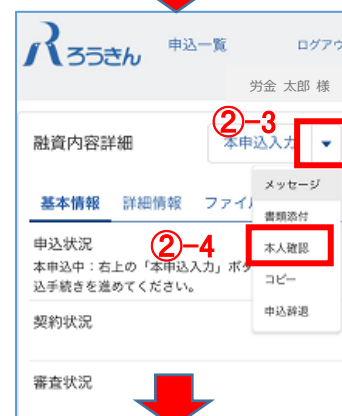 ろうきん
申込一覧
ログアウ
労金 太郎 様
②-3
融資内容詳細
本申込入力
メッセージ
基本情報 詳細情報 ファイ
書類添付
申込状況
②-4
本人確認
本申込中：右上の「本申込入力」ボタ
込手続きを進めてください。
コピー
契約状況
申込辞退
審査状況